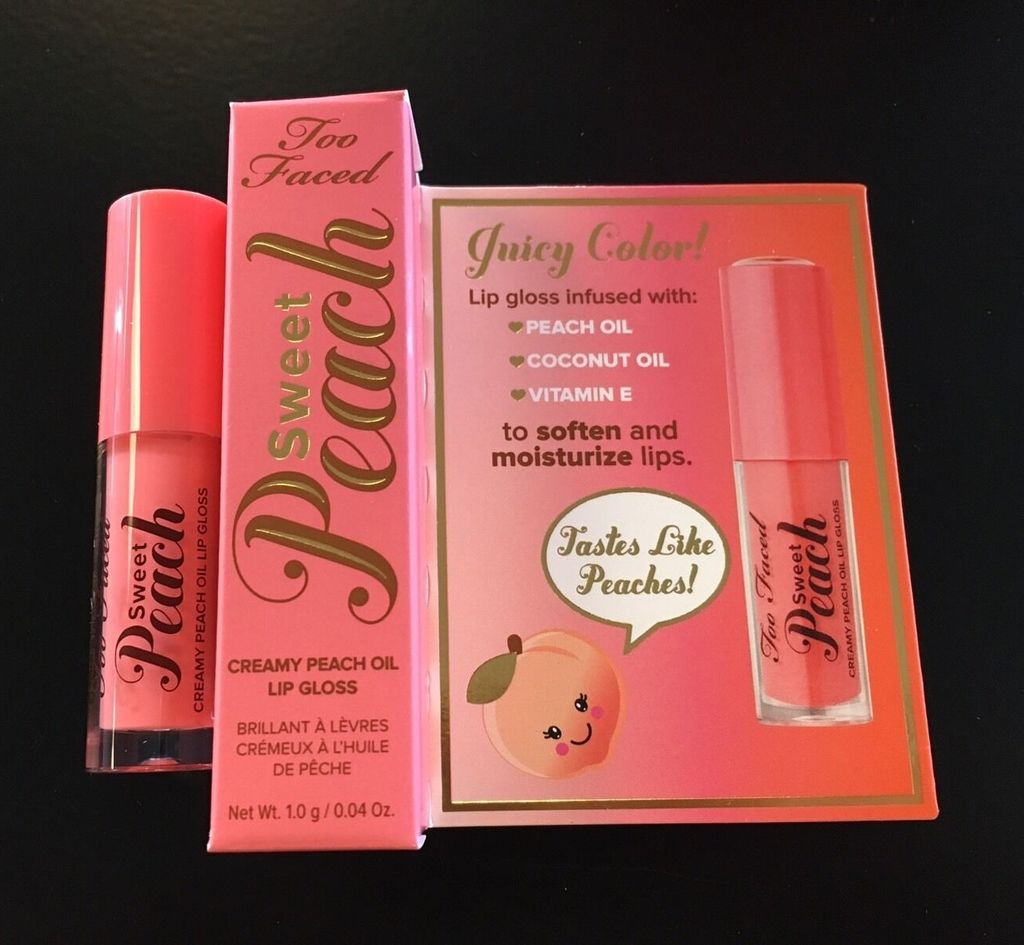 Too Faced
Sweet
Peach
CREAMY PEACH OIL LIP GLOSS
Too
Faced
Sweet
Peach
CREAMY PEACH OIL
LIP GLOSS
BRILLANT À LÈVRES
CRÉMEUX À L'HUILE
DE PÊCHE
Net Wt. 1.0 g / 0.04 Oz.
Juicy Color!
Lip gloss infused with:
PEACH OIL
COCONUT OIL
VITAMIN E
to soften and
moisturize lips.
Tastes Like
Peaches!
Too Faced
Sweet
Peach
CREAMY PEACH OIL LIP GLOSS